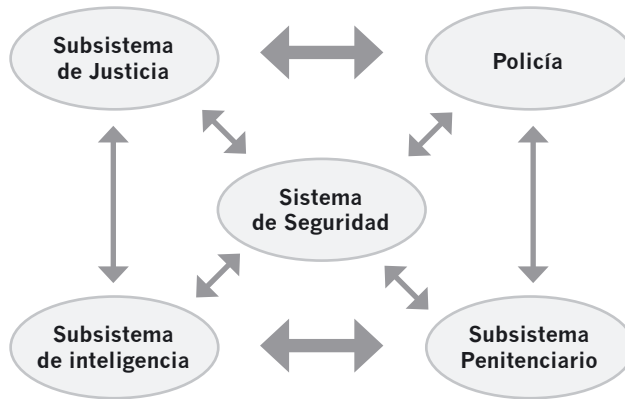 Subsistema
de Justicia
Policía
Sistema
de Seguridad
Subsistema
de inteligencia
Subsistema
Penitenciario